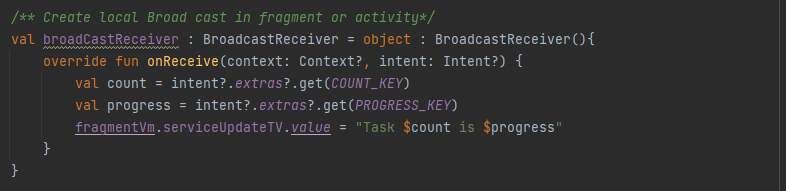 /** Create local Broad cast in fragment or activity*/
val broadCastReceiver : BroadcastReceiver = object : BroadcastReceiver(){
override fun onReceive(context: Context?, intent: Intent?) {
val count = intent?.extras?.get(COUNT_KEY)
val progress = intent?.extras?.get(PROGRESS_KEY)
fragmentVm.serviceUpdateTV.value = "Task $count is $progress"
}
}